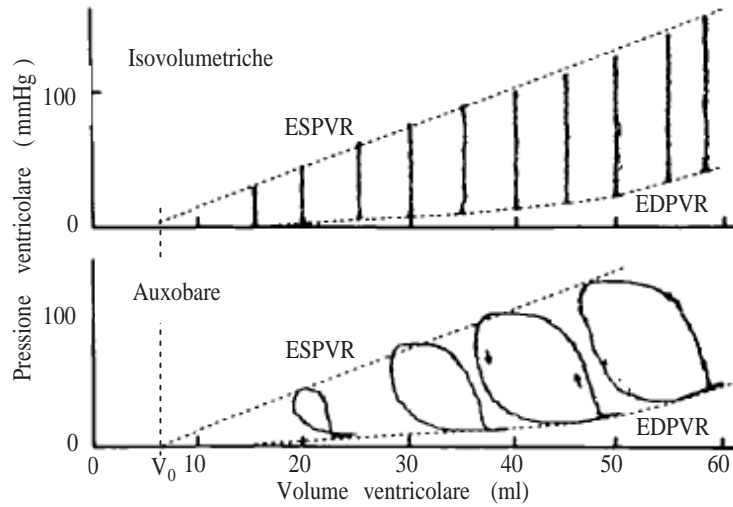 Pressione ventricolare (mmHg)
Isovolumetriche
100
ESPVR
0
EDPVR
Auxobare
100
ESPVR
0
EDPVR
0 V0 10 20 30 40 50 60
Volume ventricolare (ml)